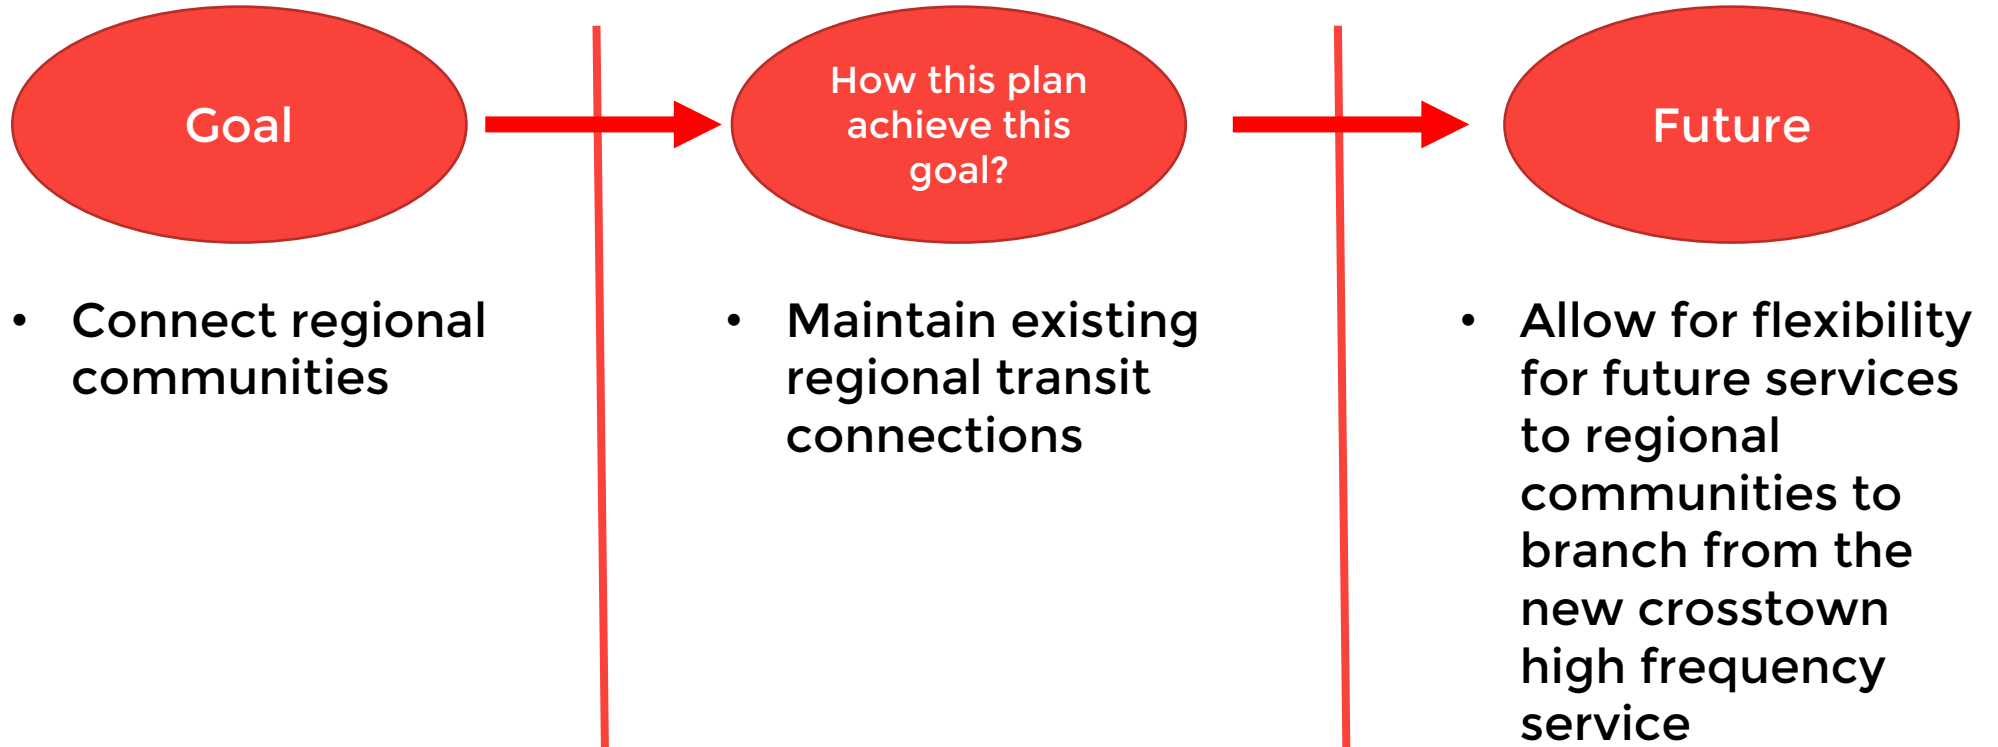 Goal
How this plan
achieve this
goal?
Future
• Connect regional
communities
• Maintain existing
regional transit
connections
• Allow for flexibility
for future services
to regional
communities to
branch from the
new crosstown
high frequency
service